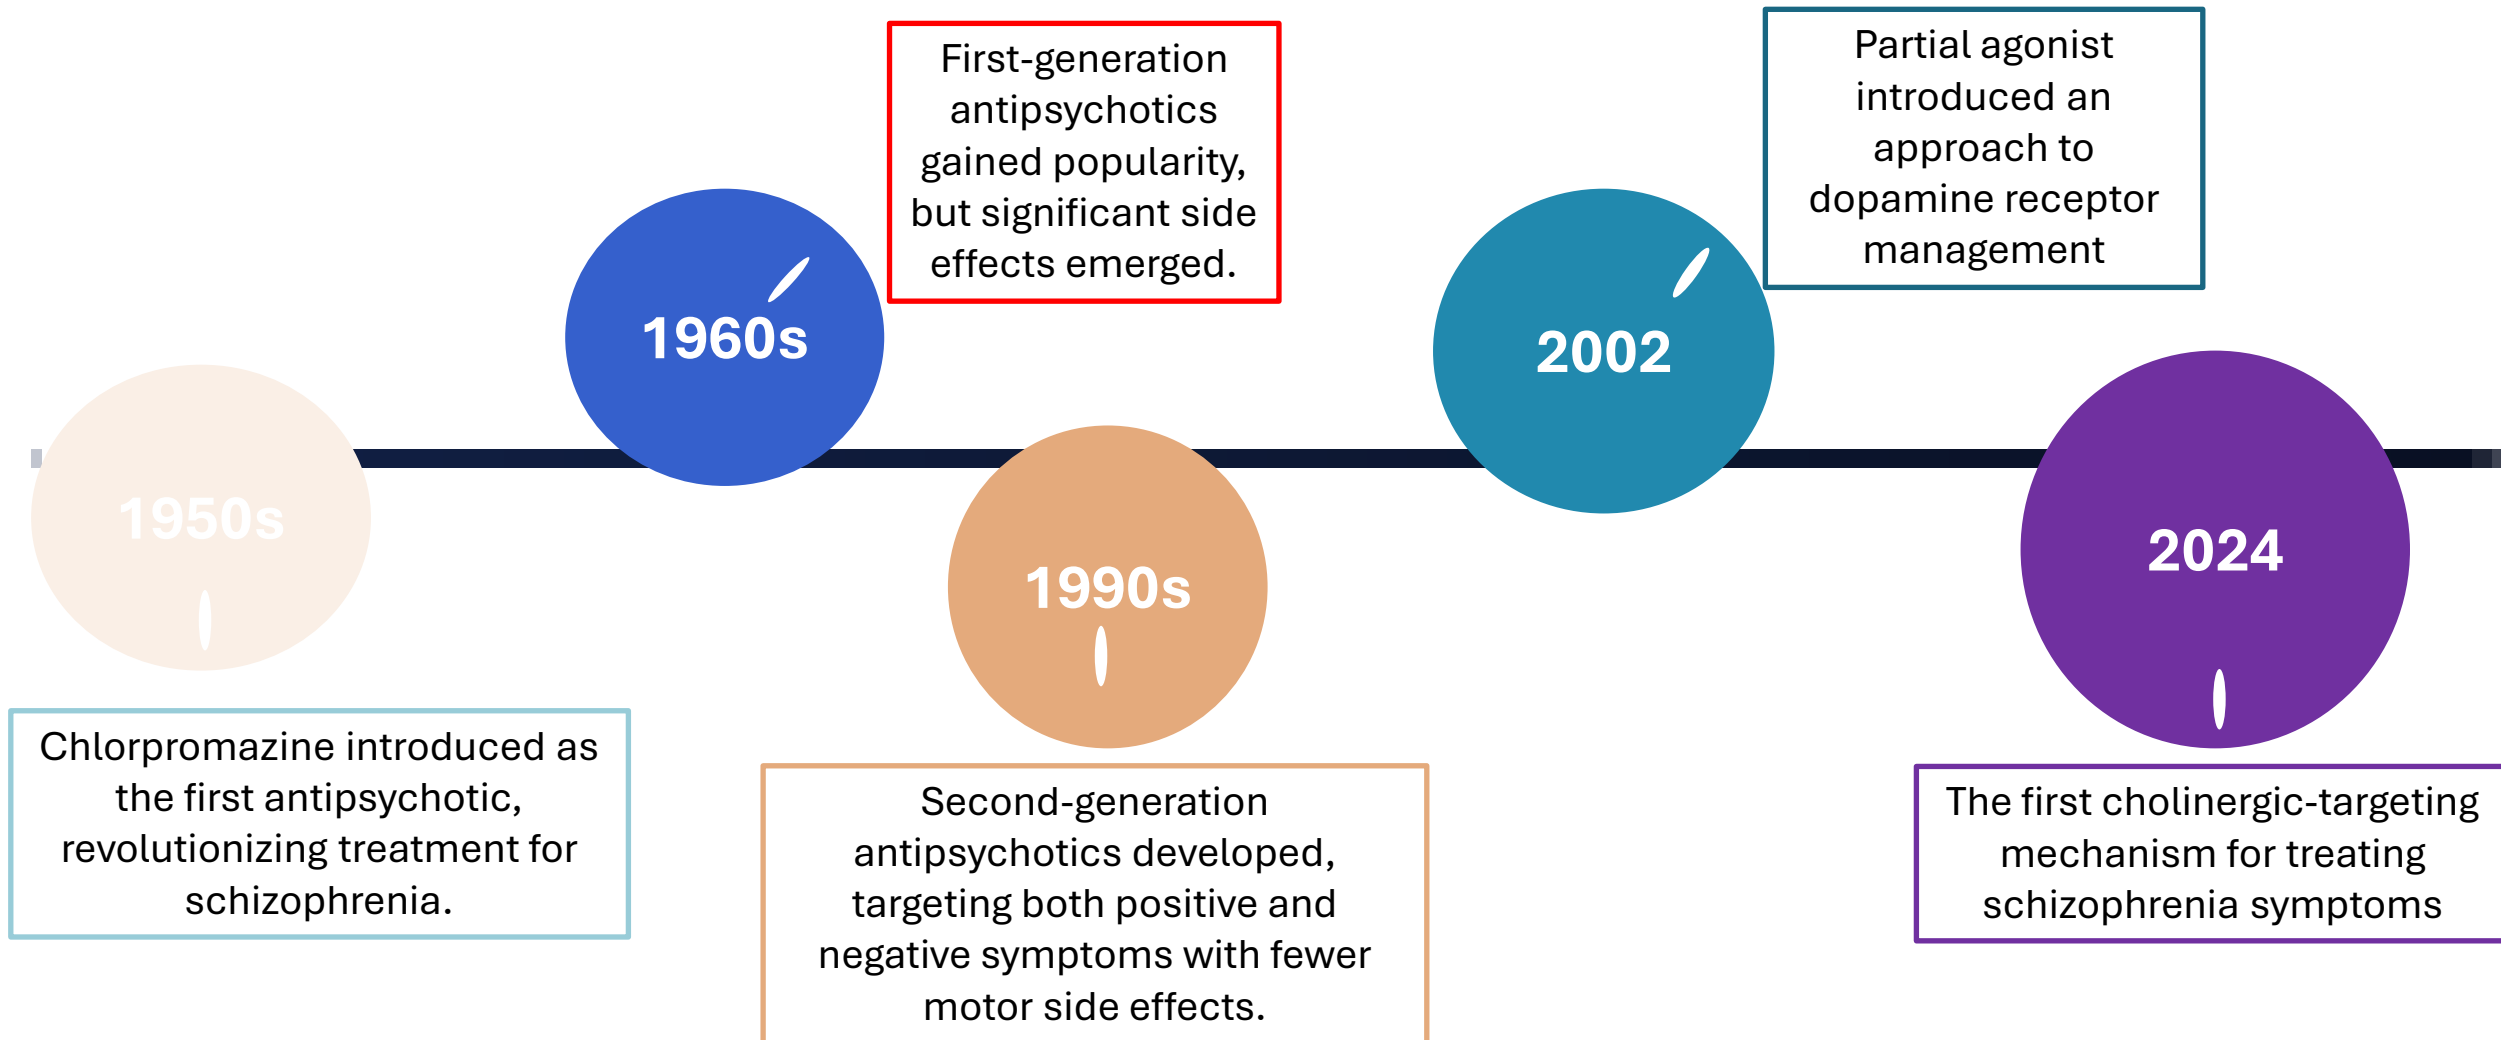 1950s
Chlorpromazine introduced as
the first antipsychotic,
revolutionizing treatment for
schizophrenia.
1960s
First-generation
antipsychotics
gained popularity,
but significant side
effects emerged.
1990s
Second-generation
antipsychotics developed,
targeting both positive and
negative symptoms with fewer
motor side effects.
2002
Partial agonist
introduced an
approach to
dopamine receptor
management
2024
The first cholinergic-targeting
mechanism for treating
schizophrenia symptoms